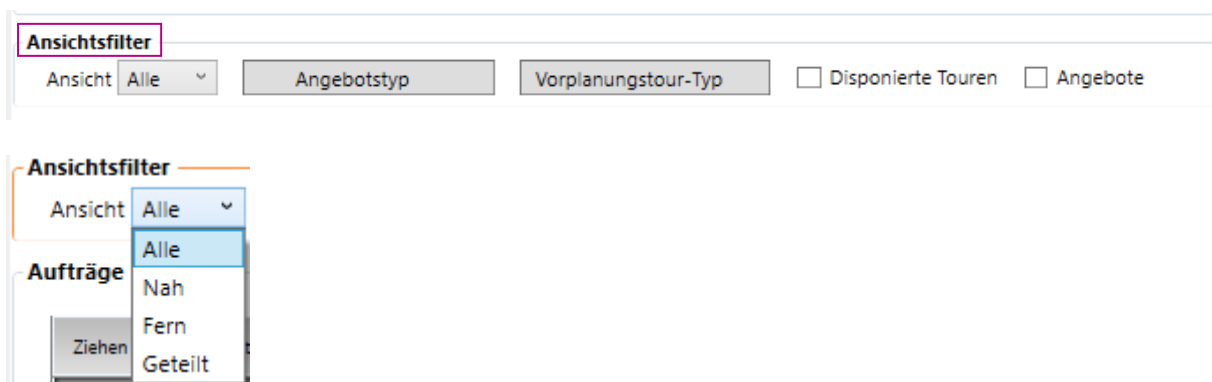 Ansichtsfilter
Ansicht Alle Angebotstyp Vorplanungstour-Typ Disponierte Touren Angebote
Ansichtsfilter
Ansicht Alle
Alle
Aufträge
Nah
Fern
Ziehen
Geteilt